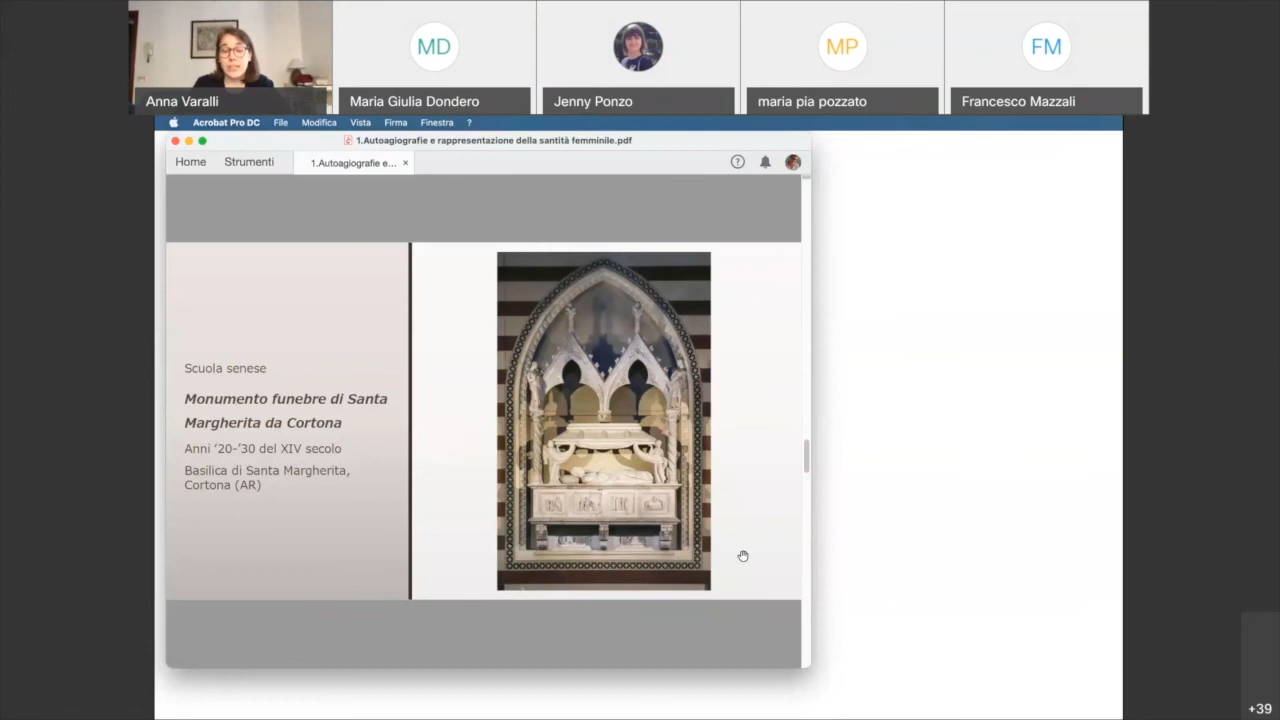 MD
MP
FM
Anna Varalli
Maria Giulia Dondero
Jenny Ponzo
maria pia pozzato
Francesco Mazzali
Acrobat Pro DC File Modifica Vista Firma Finestra ?
1.Autoagiografie e rappresentazione della santità femminile.pdf
Home Strumenti 1.Autoagiografie e... × ?
Scuola senese
Monumento funebre di Santa
Margherita da Cortona
Anni ‘20-’30 del XIV secolo
Basilica di Santa Margherita,
Cortona (AR)
+39